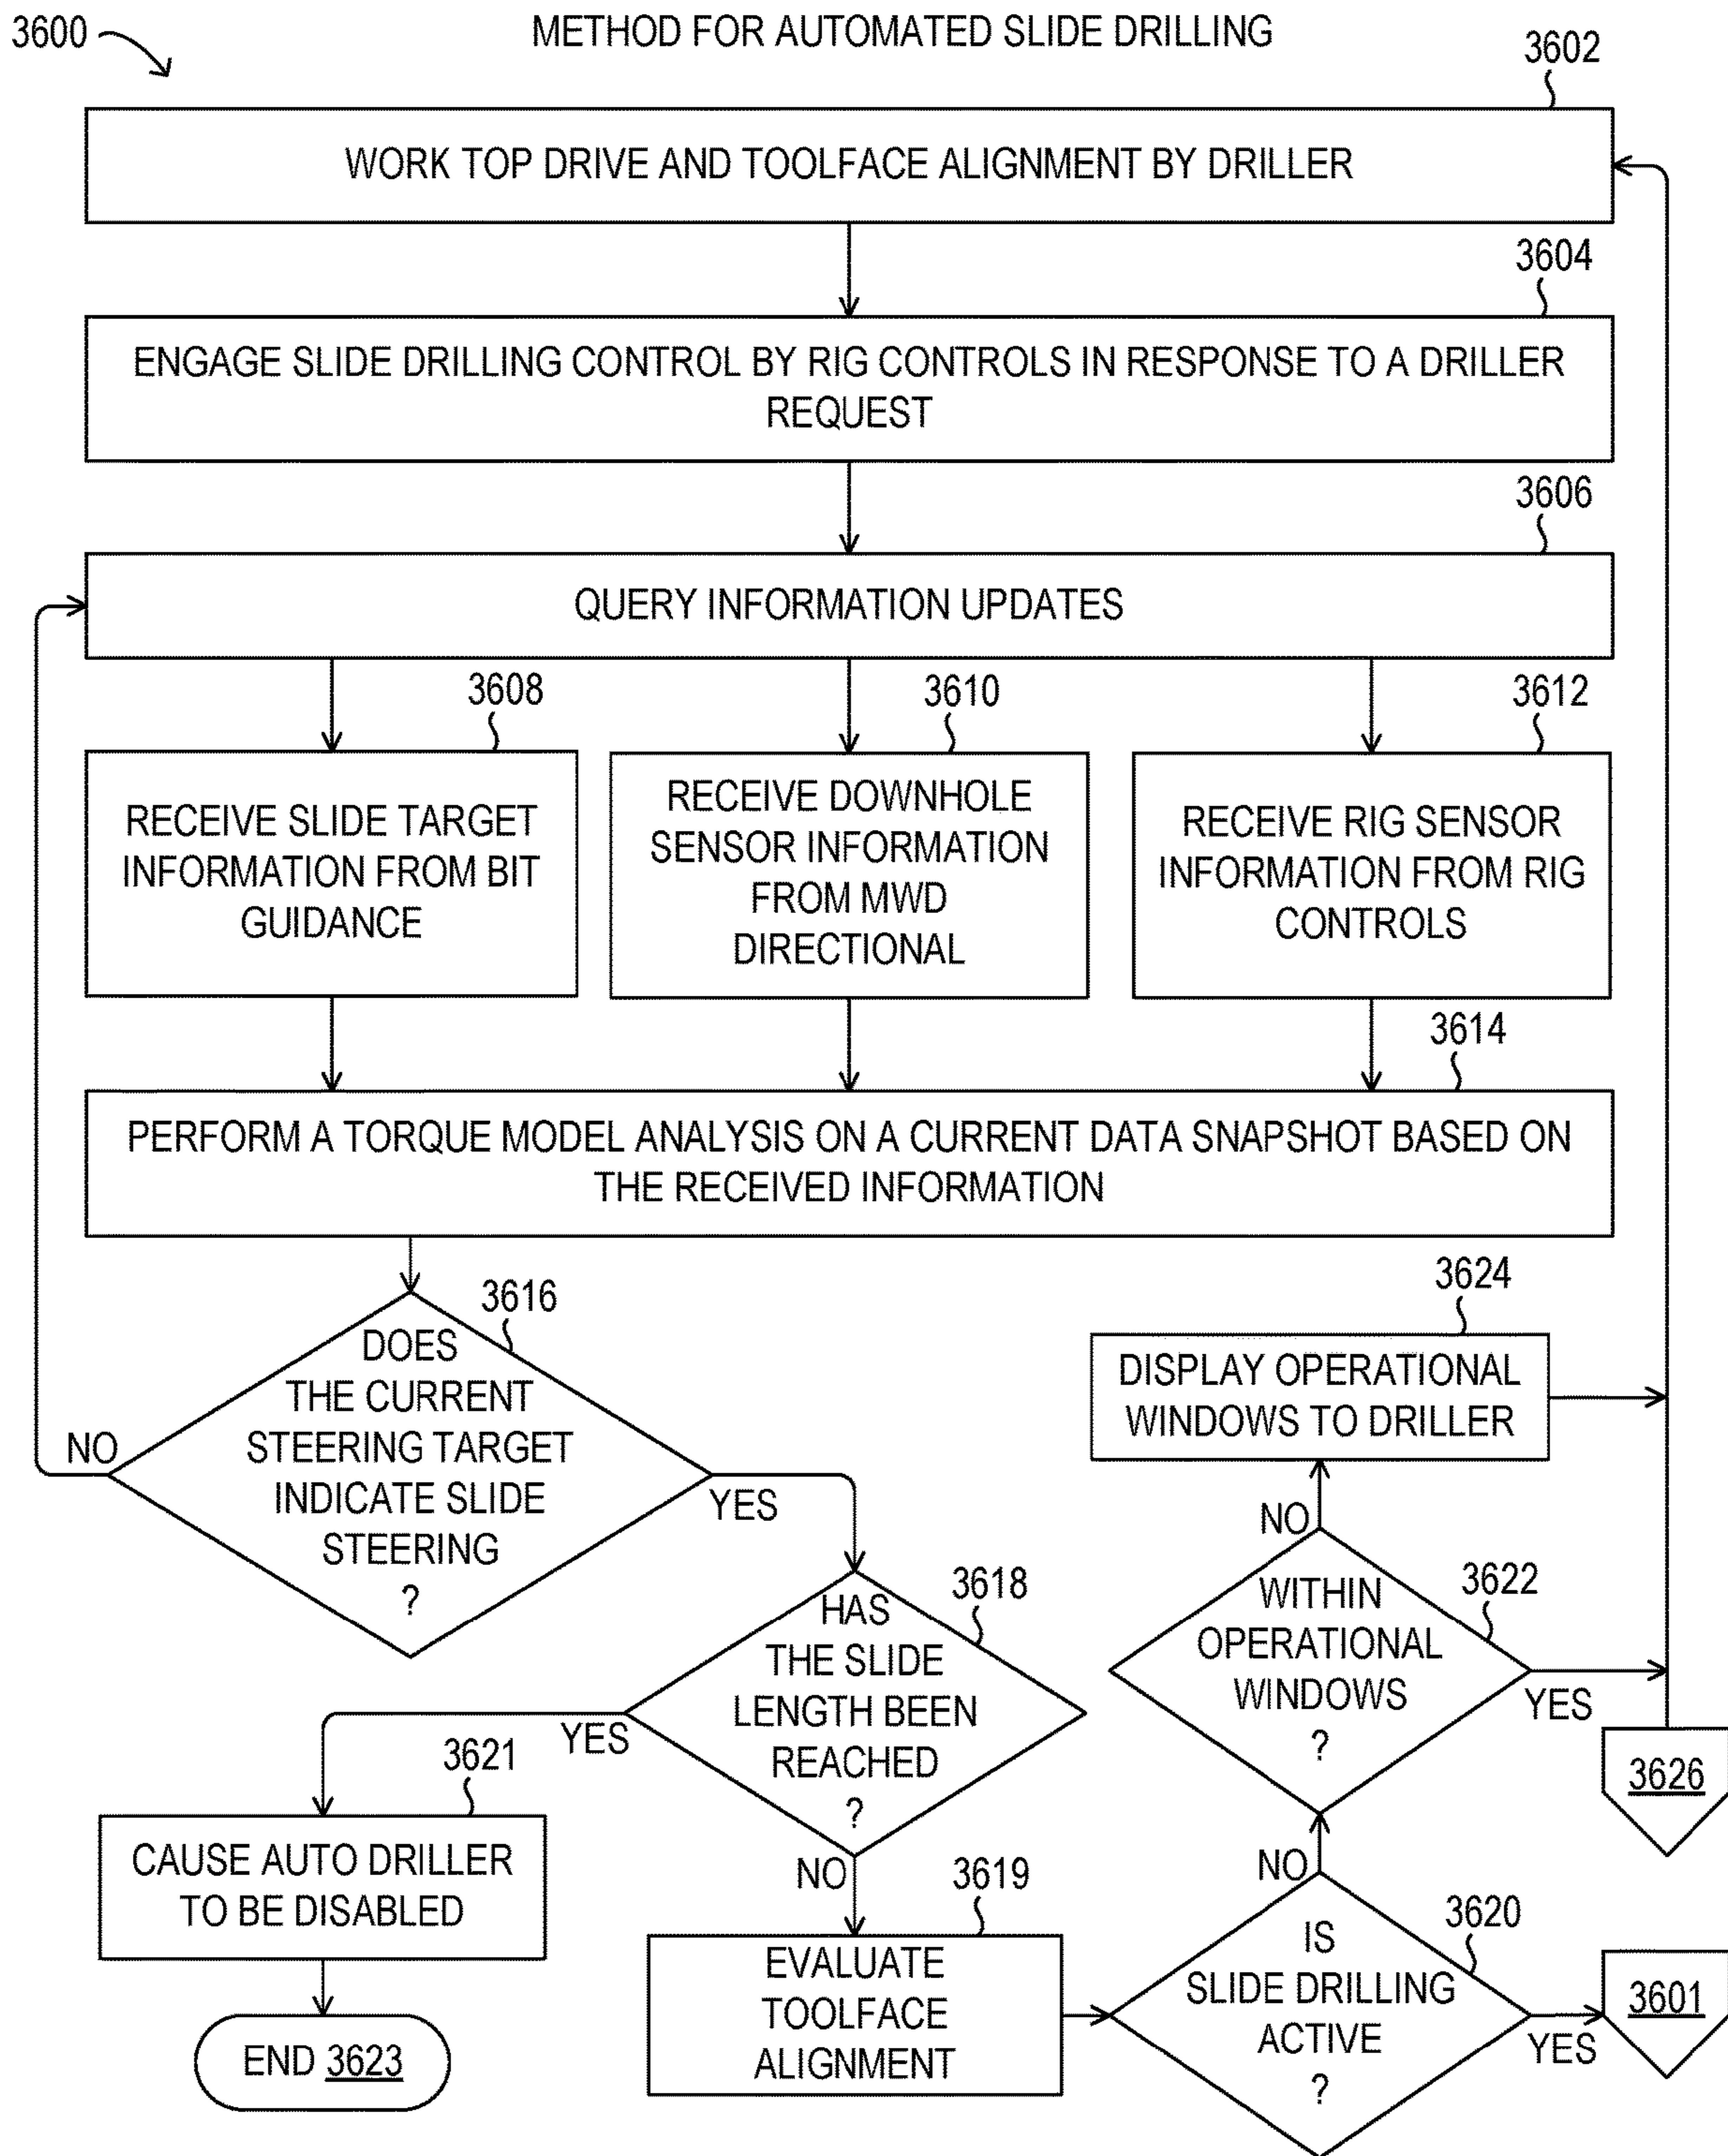 3600
METHOD FOR AUTOMATED SLIDE DRILLING
3602
WORK TOP DRIVE AND TOOLFACE ALIGNMENT BY DRILLER
3604
ENGAGE SLIDE DRILLING CONTROL BY RIG CONTROLS IN RESPONSE TO A DRILLER
REQUEST
3606
QUERY INFORMATION UPDATES
3608
RECEIVE SLIDE TARGET
INFORMATION FROM BIT
GUIDANCE
3610
RECEIVE DOWNHOLE
SENSOR INFORMATION
FROM MWD
DIRECTIONAL
3612
RECEIVE RIG SENSOR
INFORMATION FROM RIG
CONTROLS
3614
PERFORM A TORQUE MODEL ANALYSIS ON A CURRENT DATA SNAPSHOT BASED ON
THE RECEIVED INFORMATION
3616
DOES
THE CURRENT
STEERING TARGET
INDICATE SLIDE
STEERING
?
NO
YES
3618
HAS
THE SLIDE
LENGTH BEEN
REACHED
?
YES
NO
3621
CAUSE AUTO DRILLER
TO BE DISABLED
END 3623
3619
EVALUATE
TOOLFACE
ALIGNMENT
3620
IS
SLIDE DRILLING
ACTIVE
?
YES
3601
NO
3622
WITHIN
OPERATIONAL
WINDOWS
?
YES
NO
3624
DISPLAY OPERATIONAL
WINDOWS TO DRILLER
3626